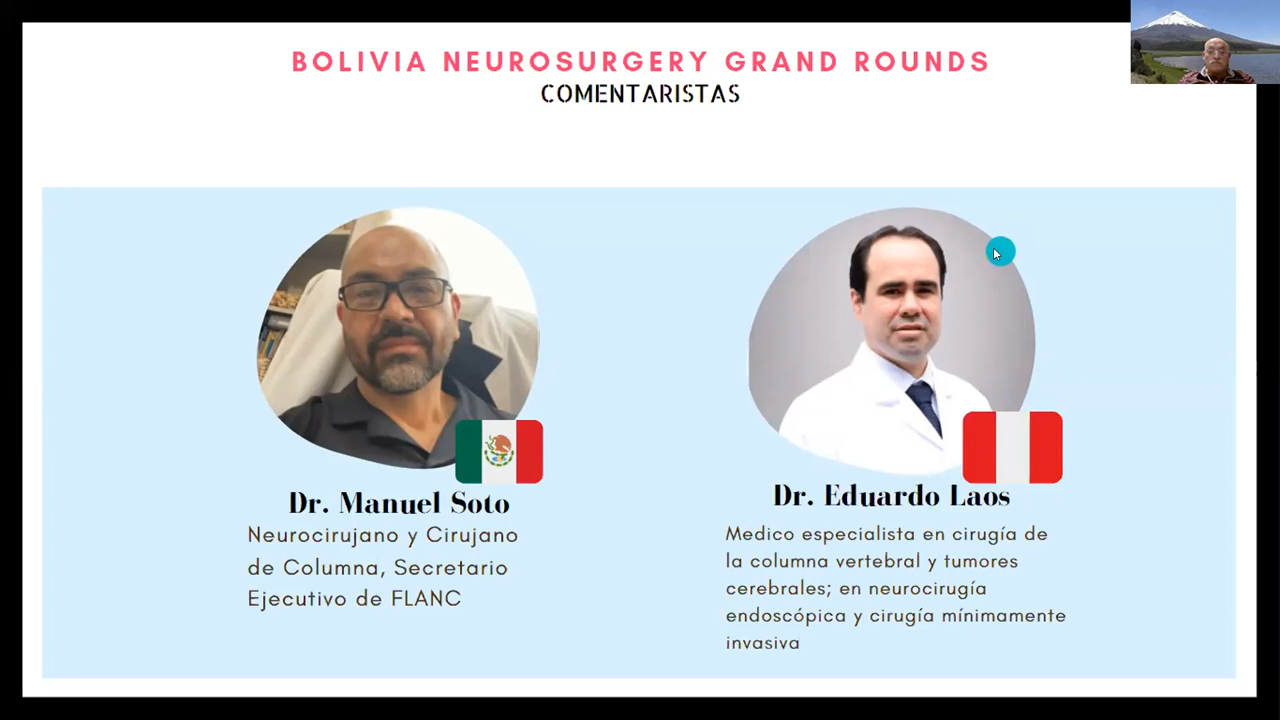 BOLIVIA NEUROSURGERY GRAND ROUNDS
COMENTARISTAS
Dr. Manuel Soto
Neurocirujano y Cirujano
de Columna, Secretario
Ejecutivo de FLANC
Dr. Eduardo Laos
Medico especialista en cirugía de
la columna vertebral y tumores
cerebrales; en neurocirugía
endoscópica y cirugía mínimamente
invasiva